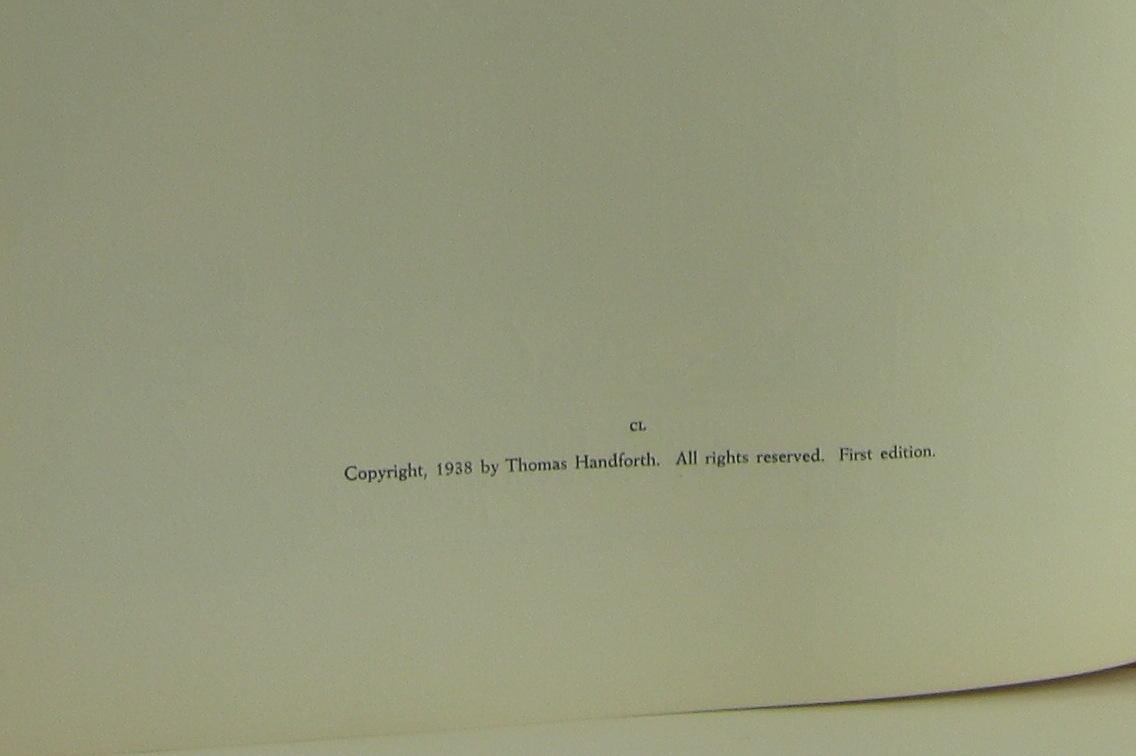 CL
Copyright, 1938 by Thomas Handforth. All rights reserved. First edition.